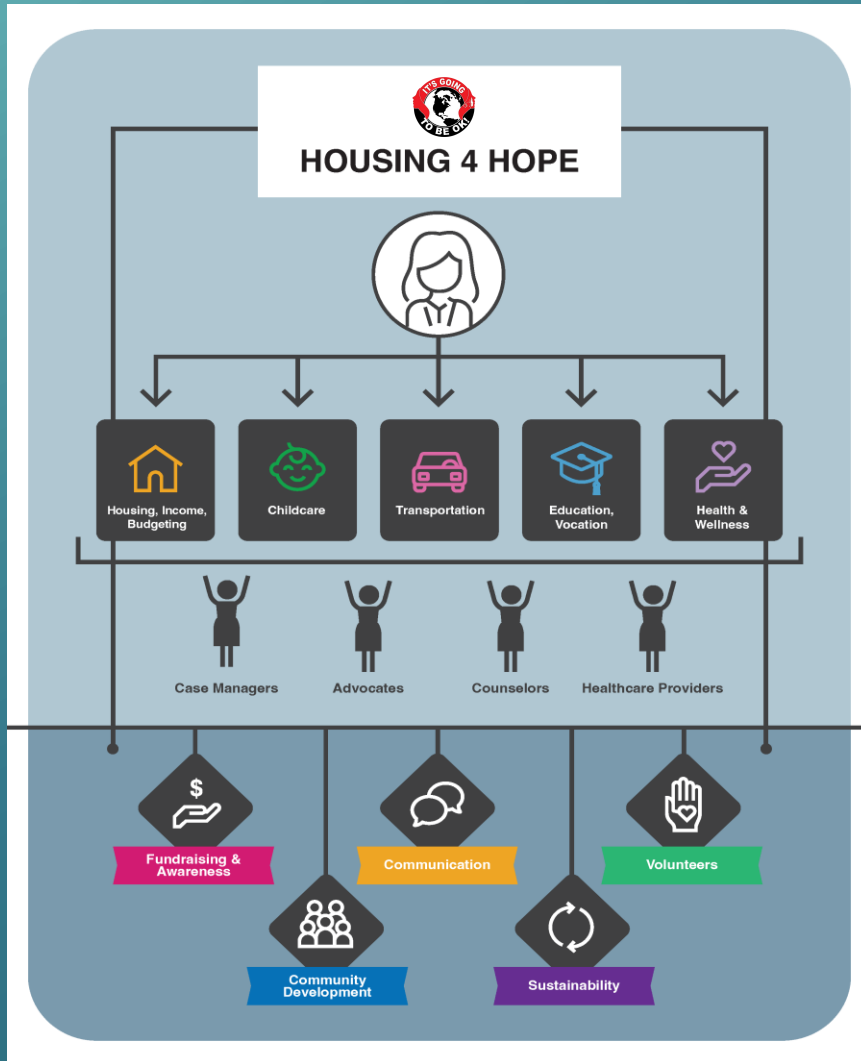 IT'S GOING
TO BE OK!
HOUSING 4 HOPE
Housing, Income,
Budgeting
Childcare
Transportation
Education,
Vocation
Health &
Wellness
Case Managers
Advocates
Counselors
Healthcare Providers
$
Fundraising &
Awareness
Communication
Volunteers
Community
Development
Sustainability